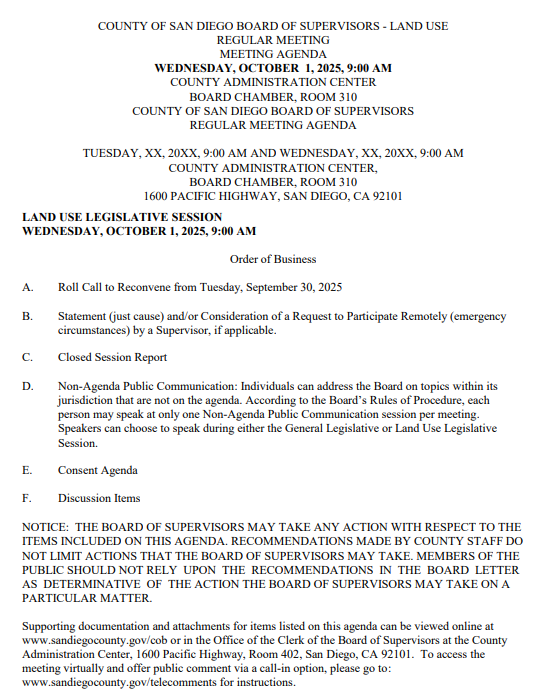 COUNTY OF SAN DIEGO BOARD OF SUPERVISORS - LAND USE
REGULAR MEETING
MEETING AGENDA
WEDNESDAY, OCTOBER 1, 2025, 9:00 AM
COUNTY ADMINISTRATION CENTER
BOARD CHAMBER, ROOM 310
COUNTY OF SAN DIEGO BOARD OF SUPERVISORS
REGULAR MEETING AGENDA
TUESDAY, XX, 20XX, 9:00 AM AND WEDNESDAY, XX, 20XX, 9:00 AM
COUNTY ADMINISTRATION CENTER,
BOARD CHAMBER, ROOM 310
1600 PACIFIC HIGHWAY, SAN DIEGO, CA 92101
LAND USE LEGISLATIVE SESSION
WEDNESDAY, OCTOBER 1, 2025, 9:00 AM
Order of Business
A. Roll Call to Reconvene from Tuesday, September 30, 2025
B. Statement (just cause) and/or Consideration of a Request to Participate Remotely (emergency
circumstances) by a Supervisor, if applicable.
C. Closed Session Report
D. Non-Agenda Public Communication: Individuals can address the Board on topics within its
jurisdiction that are not on the agenda. According to the Board's Rules of Procedure, each
person may speak at only one Non-Agenda Public Communication session per meeting.
Speakers can choose to speak during either the General Legislative or Land Use Legislative
Session.
E. Consent Agenda
F. Discussion Items
NOTICE: THE BOARD OF SUPERVISORS MAY TAKE ANY ACTION WITH RESPECT TO THE
ITEMS INCLUDED ON THIS AGENDA. RECOMMENDATIONS MADE BY COUNTY STAFF DO
NOT LIMIT ACTIONS THAT THE BOARD OF SUPERVISORS MAY TAKE. MEMBERS OF THE
PUBLIC SHOULD NOT RELY UPON THE RECOMMENDATIONS IN THE BOARD LETTER
AS DETERMINATIVE OF THE ACTION THE BOARD OF SUPERVISORS MAY TAKE ON A
PARTICULAR MATTER.
Supporting documentation and attachments for items listed on this agenda can be viewed online at
www.sandiegocounty.gov/cob or in the Office of the Clerk of the Board of Supervisors at the County
Administration Center, 1600 Pacific Highway, Room 402, San Diego, CA 92101. To access the
meeting virtually and offer public comment via a call-in option, please go to:
www.sandiegocounty.gov/telecomments for instructions.